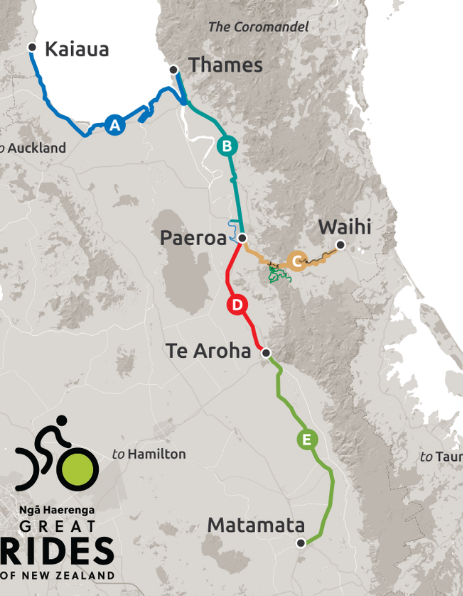 The Coromandel
Kaiaua
Thames
A
o Auckland
B
Waihi
Paeroa
C
D
Te Aroha
E
to Hamilton
to Taur
Ngā Haerenga
GREAT
RIDES
OF NEW ZEALAND
Matamata